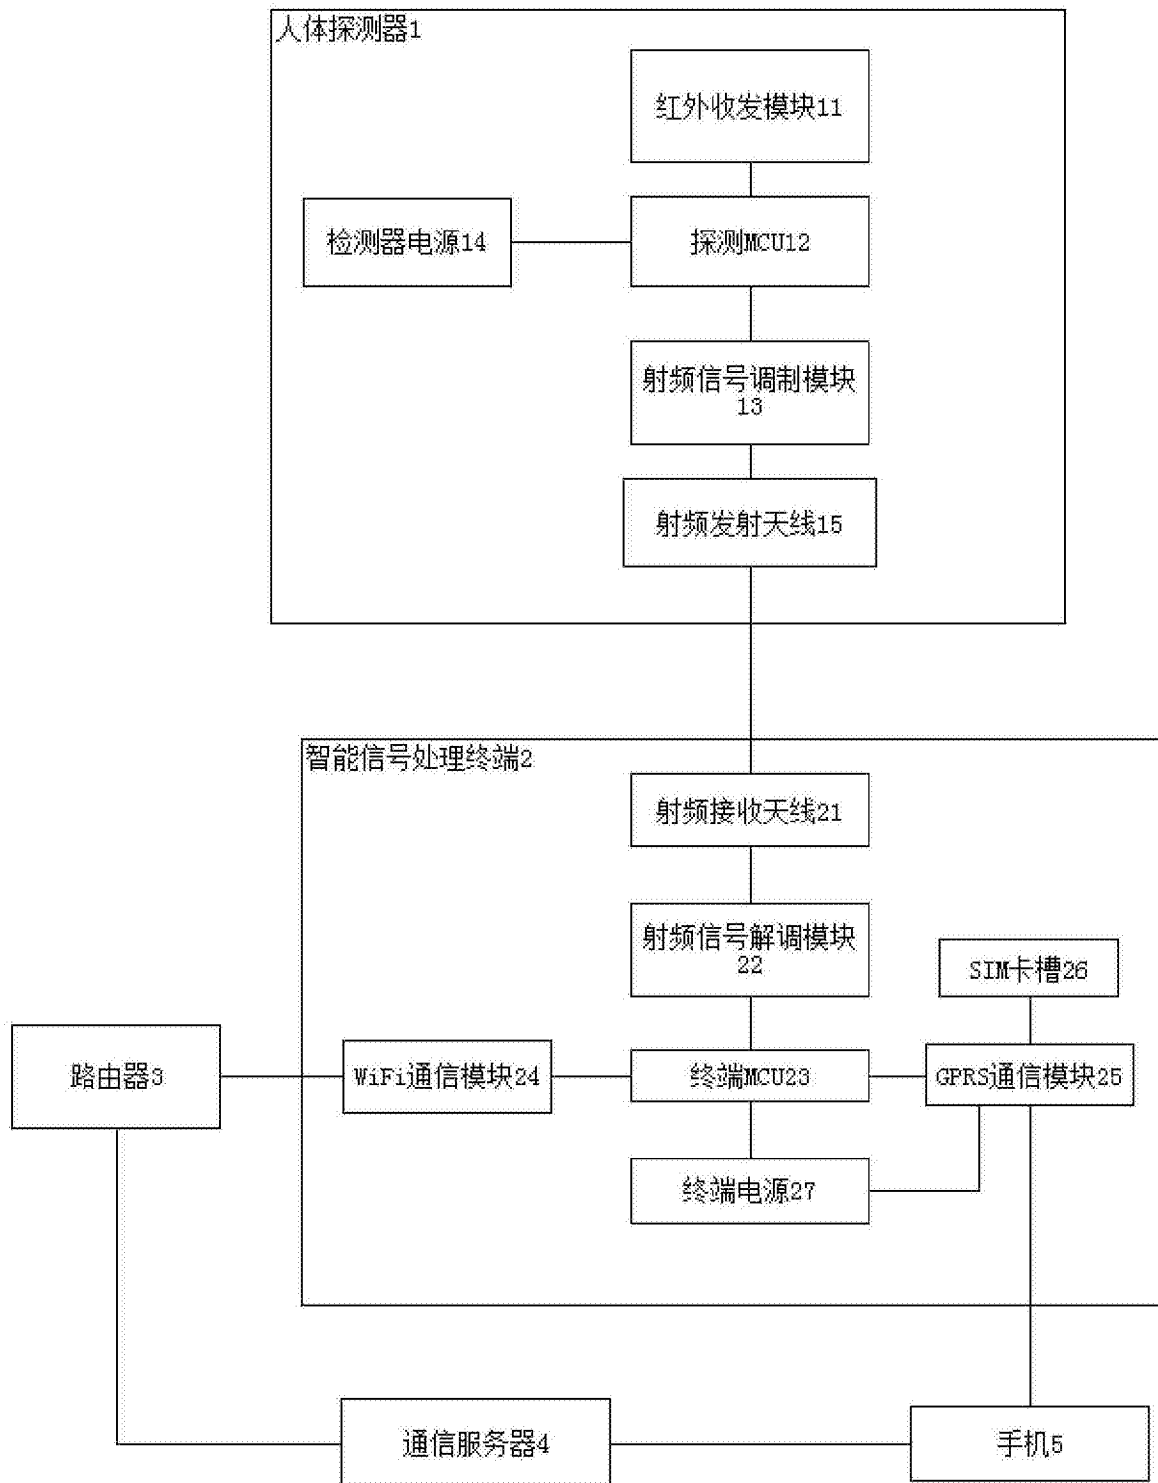 人体探测器1
红外收发模块11
检测器电源14
探测MCU12
射频信号调制模块
13
射频发射天线15
智能信号处理终端2
射频接收天线21
射频信号解调模块
22
SIM卡槽26
路由器3
WiFi通信模块24
终端MCU23
GPRS通信模块25
终端电源27
通信服务器4
手机5